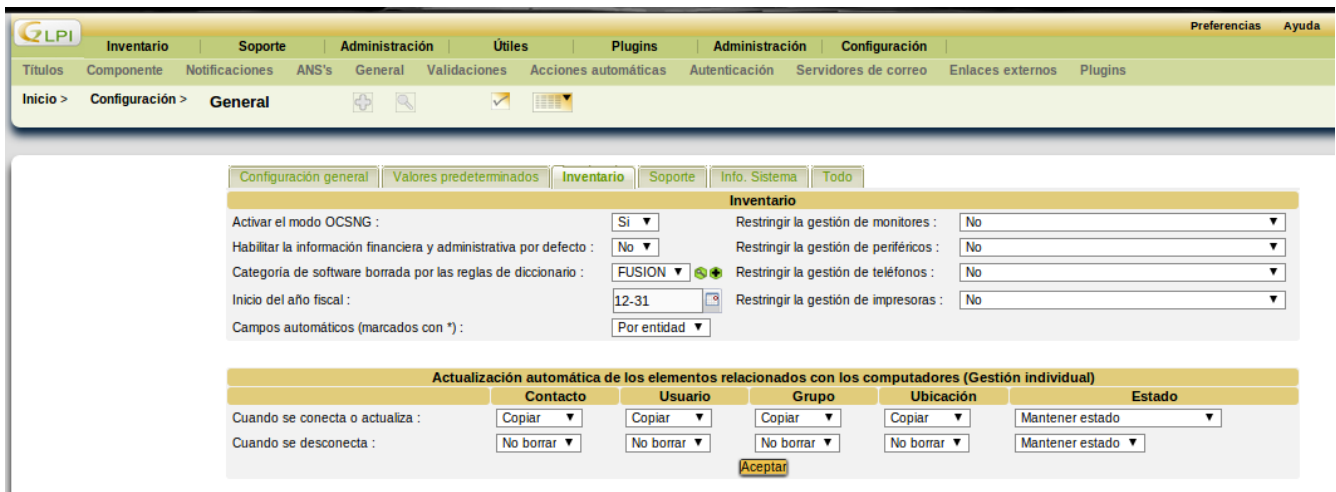 GLPI
Preferencias Ayuda
Inventario Soporte Administración Útiles Plugins Administración Configuración
Títulos Componente Notificaciones ANS's General Validaciones Acciones automáticas Autenticación Servidores de correo Enlaces externos Plugins
Inicio > Configuración > General
Configuración general Valores predeterminados Inventario Soporte Info. Sistema Todo
Inventario
Activar el modo OCSNG : Si Restringir la gestión de monitores : No
Habilitar la información financiera y administrativa por defecto : No Restringir la gestión de periféricos : No
Categoría de software borrada por las reglas de diccionario : FUSION Restringir la gestión de teléfonos : No
Inicio del año fiscal : 12-31 Restringir la gestión de impresoras : No
Campos automáticos (marcados con *) : Por entidad
Actualización automática de los elementos relacionados con los computadores (Gestión individual)
Contacto Usuario Grupo Ubicación Estado
Cuando se conecta o actualiza : Copiar Copiar Copiar Copiar Mantener estado
Cuando se desconecta : No borrar No borrar No borrar No borrar Mantener estado
Aceptar